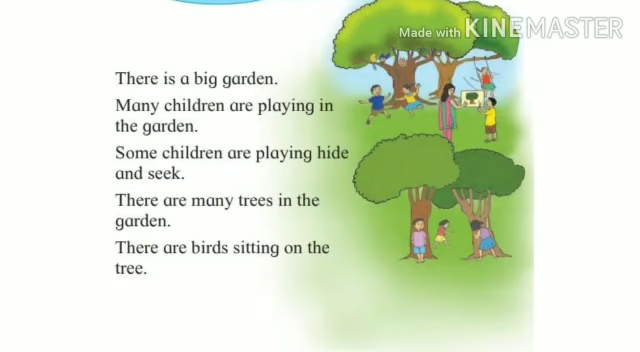 Made with KINEMASTER
There is a big garden.
Many children are playing in
the garden.
Some children are playing hide
and seek.
There are many trees in the
garden.
There are birds sitting on the
tree.